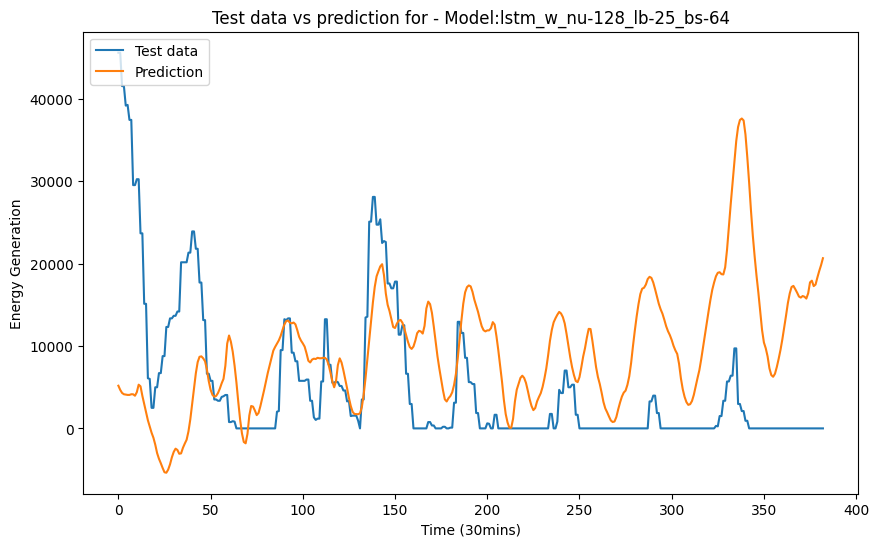 Test data vs prediction for - Model:lstm_w_nu-128_lb-25_bs-64
Test data
Prediction
Energy Generation
40000
30000
20000
10000
0
0 50 100 150 200 250 300 350 400
Time (30mins)